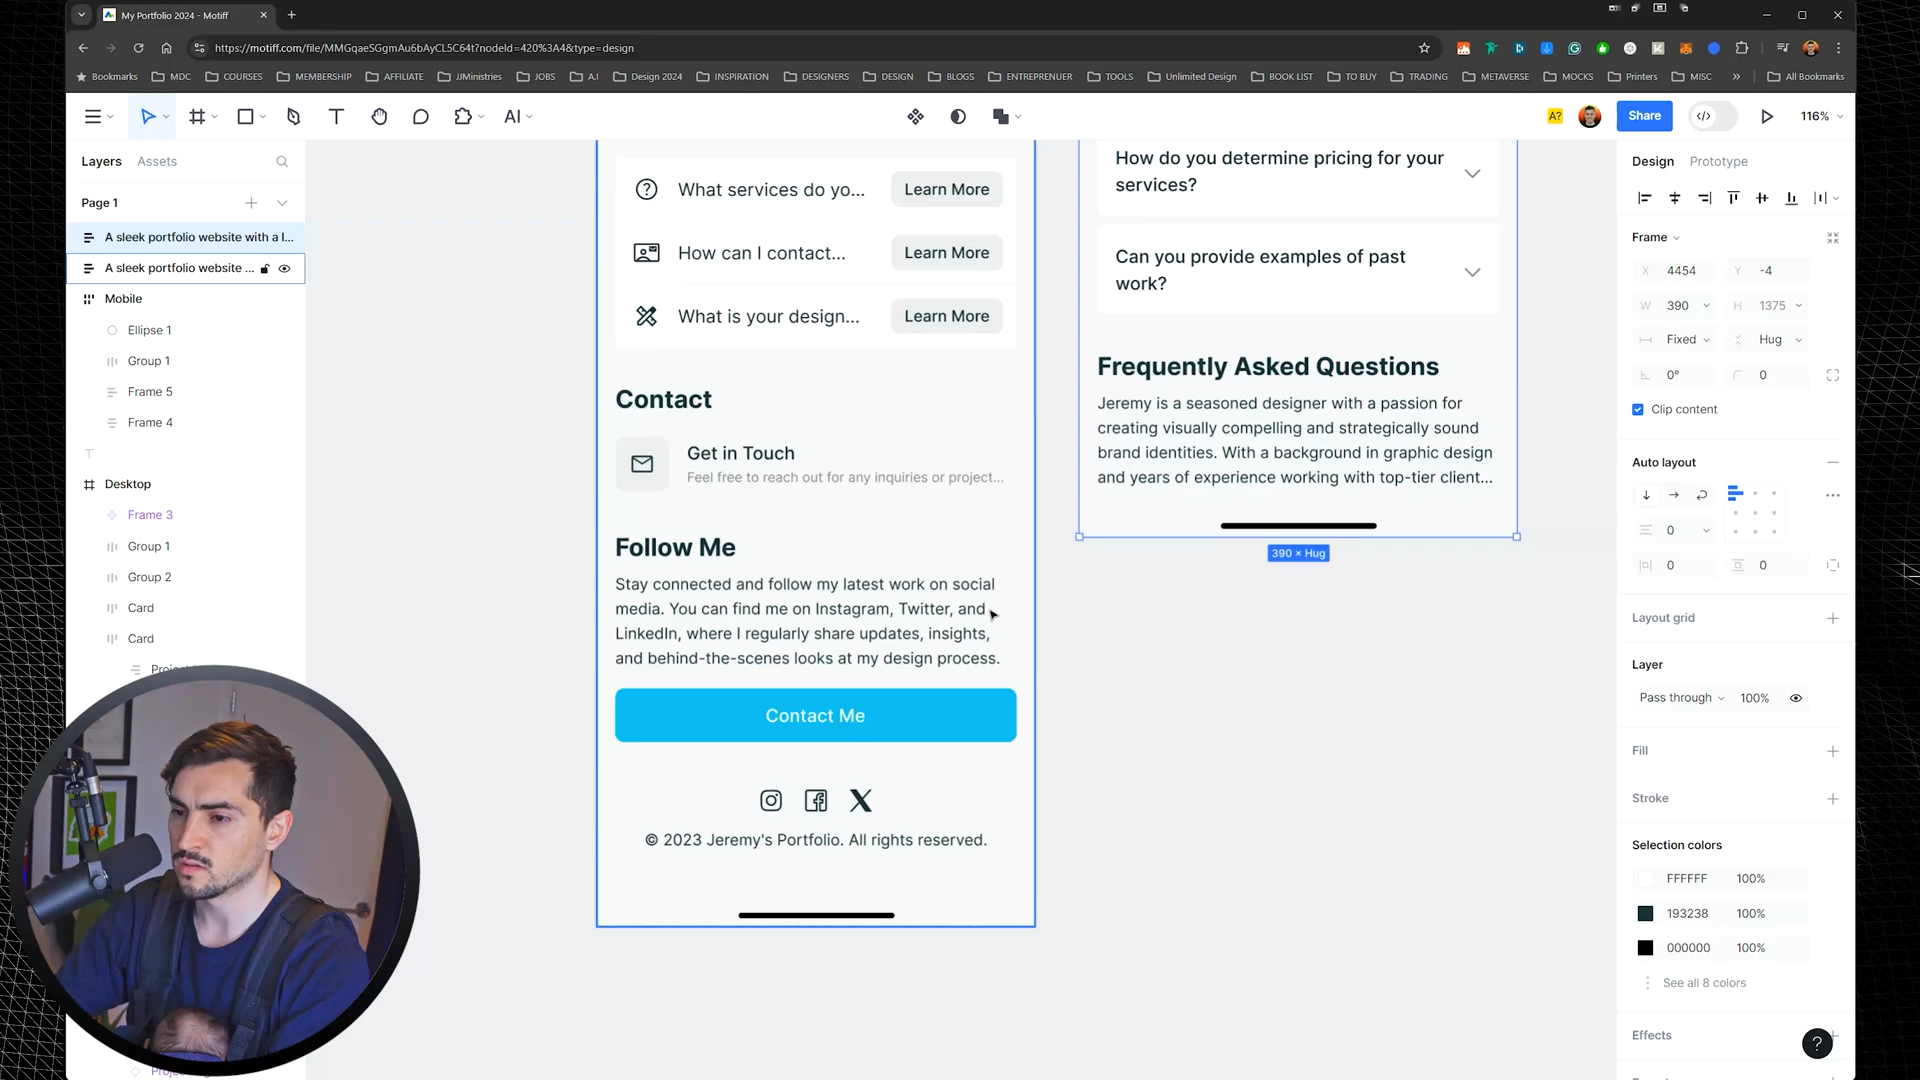 My Portfolio 2024 - Motiff
https://motiff.com/file/MMGqaeSGgmAu6bAyCL5C64t?nodeId=420%3A4&type=design
Bookmarks MDC COURSES MEMBERSHIP AFFILIATE JJMinistries JOBS A.I Design 2024 INSPIRATION DESIGNERS DESIGN BLOGS ENTREPRENUER TOOLS Unlimited Design BOOK LIST TO BUY TRADING METAVERSE MOCKS Printers MISC » All Bookmarks
T AI A? Share </> 116%
Layers Assets
Page 1
A sleek portfolio website with a l...
A sleek portfolio website ...
Mobile
Ellipse 1
Group 1
Frame 5
Frame 4
T
Desktop
Frame 3
Group 1
Group 2
Card
Card
What services do yo... Learn More
How can I contact... Learn More
What is your design... Learn More
Contact
Get in Touch
Feel free to reach out for any inquiries or project...
Follow Me
Stay connected and follow my latest work on social
media. You can find me on Instagram, Twitter, and
LinkedIn, where I regularly share updates, insights,
and behind-the-scenes looks at my design process.
Contact Me
© 2023 Jeremy's Portfolio. All rights reserved.
How do you determine pricing for your
services?
Can you provide examples of past
work?
Frequently Asked Questions
Jeremy is a seasoned designer with a passion for
creating visually compelling and strategically sound
brand identities. With a background in graphic design
and years of experience working with top-tier client...
390 × Hug
Design Prototype
Frame
X 4454 Y -4
W 390 H 1375
Fixed Hug
0° 0
Clip content
Auto layout
0
0 0
Layout grid
Layer
Pass through 100%
Fill
Stroke
Selection colors
FFFFFF 100%
193238 100%
000000 100%
See all 8 colors
Effects
?